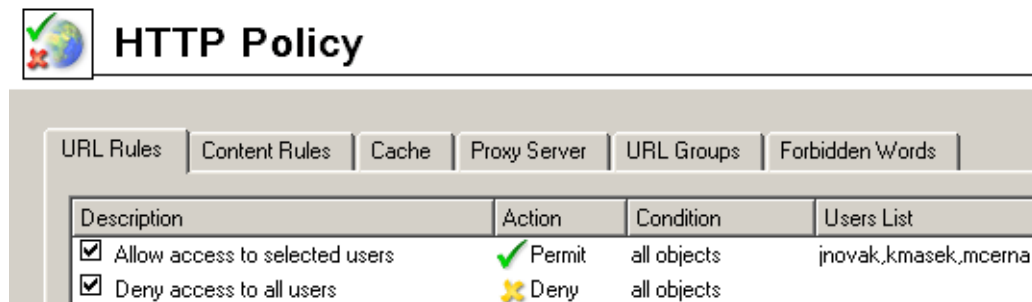 HTTP Policy
URL Rules Content Rules Cache Proxy Server URL Groups Forbidden Words
Description Action Condition Users List
Allow access to selected users Permit all objects jnovak,kmasek,mcerna
Deny access to all users Deny all objects